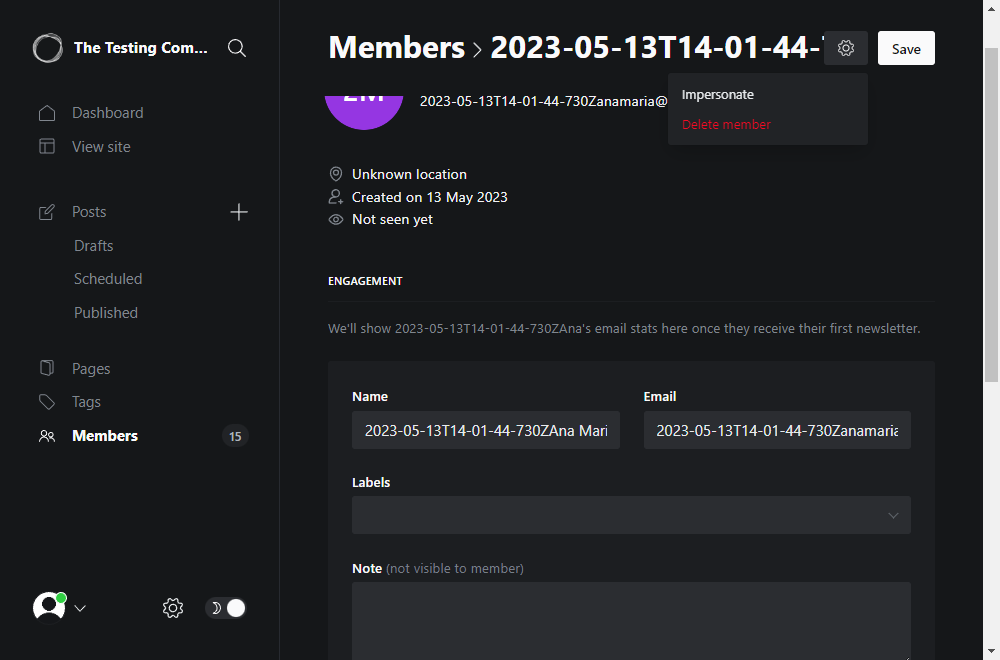 The Testing Com...
Dashboard
View site
Posts
Drafts
Scheduled
Published
Pages
Tags
Members
15
Members > 2023-05-13T14-01-44-
Save
Impersonate
Delete member
2023-05-13T14-01-44-730Zanamaria@
Unknown location
Created on 13 May 2023
Not seen yet
ENGAGEMENT
We'll show 2023-05-13T14-01-44-730ZAna's email stats here once they receive their first newsletter.
Name
2023-05-13T14-01-44-730ZAna Mari
Email
2023-05-13T14-01-44-730Zanamaria
Labels
Note (not visible to member)